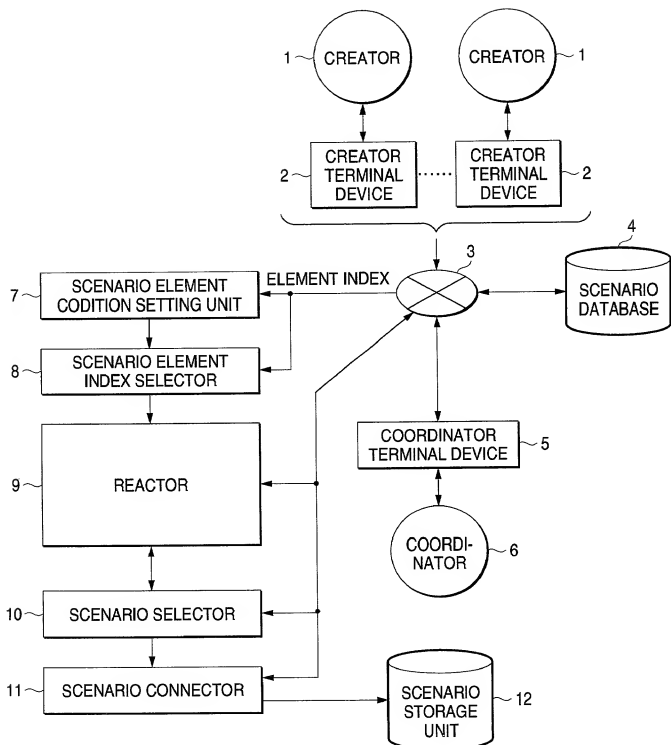 1 CREATOR CREATOR 1
2 CREATOR TERMINAL DEVICE ...... CREATOR TERMINAL DEVICE 2
3
4
ELEMENT INDEX
SCENARIO DATABASE
7 SCENARIO ELEMENT
CODITION SETTING UNIT
8 SCENARIO ELEMENT
INDEX SELECTOR
COORDINATOR
TERMINAL DEVICE 5
9 REACTOR
COORDI-
NATOR 6
10 SCENARIO SELECTOR
11 SCENARIO CONNECTOR
SCENARIO
STORAGE
UNIT 12